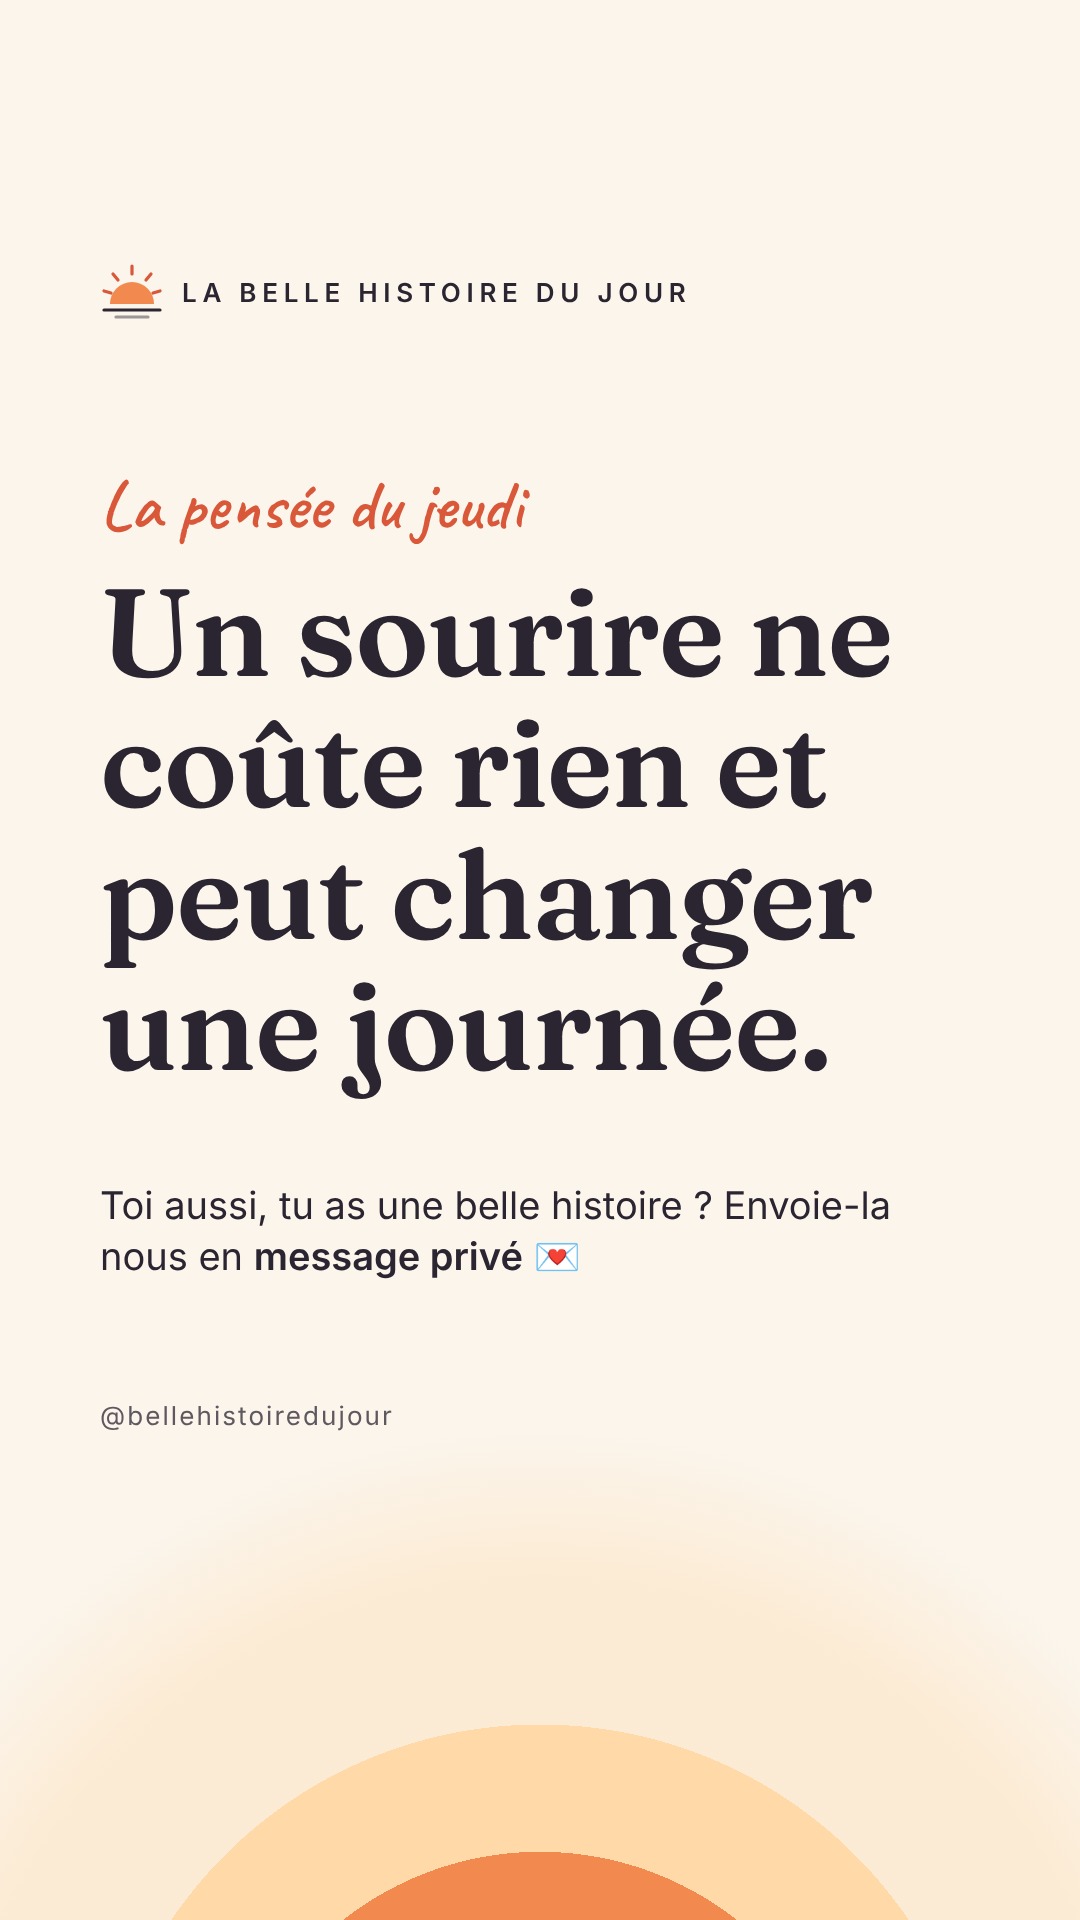 LA BELLE HISTOIRE DU JOUR
La pensée du jeudi
Un sourire ne
coûte rien et
peut changer
une journée.
Toi aussi, tu as une belle histoire ? Envoie-la
nous en message privé 💌
@bellehistoiredujour